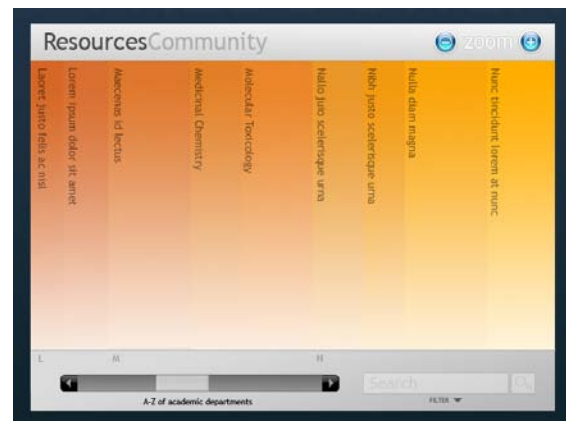 ResourcesCommunity
zoom
Laoret justo felis ac nisl
Lorem ipsum dolor sit amet
Maecenas id lectus
Medicinal Chemistry
Molecular Toxicology
Nallo juio scelerisque urna
Nibh justo scelerisque urna
Nulla diam magna
Nunc tincidunt lorem at nunc
L M N
A-Z of academic departments
Search
FILTER